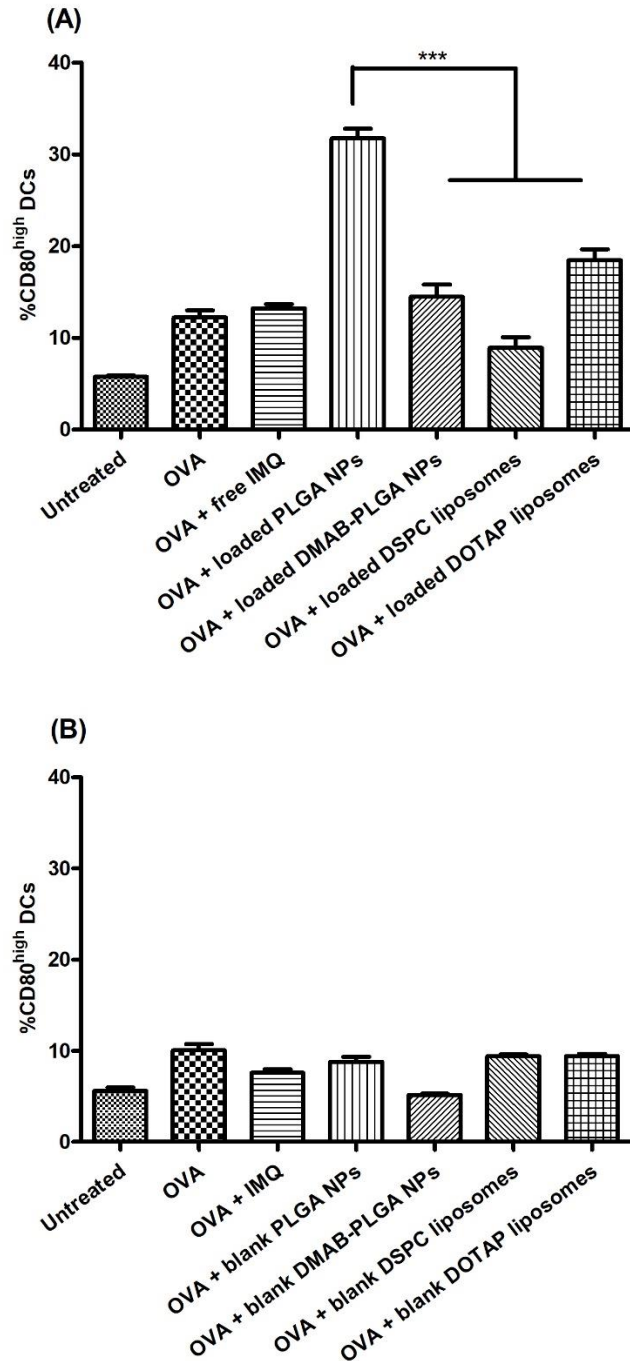 (A)
***
40
30
20
10
0
%CD80high DCs
Untreated
OVA
OVA + free IMQ
OVA + loaded PLGA NPs
OVA + loaded DMAB-PLGA NPs
OVA + loaded DSPC liposomes
OVA + loaded DOTAP liposomes
(B)
40
30
20
10
0
%CD80high DCs
Untreated
OVA
OVA + IMQ
OVA + blank PLGA NPs
OVA + blank DMAB-PLGA NPs
OVA + blank DSPC liposomes
OVA + blank DOTAP liposomes